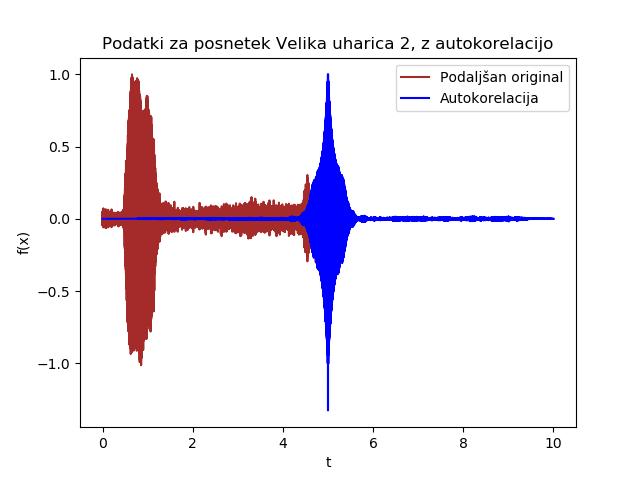 Podatki za posnetek Velika uharica 2, z autokorelacijo
Podaljšan original
Autokorelacija
1.0
0.5
0.0
−0.5
−1.0
f(x)
0 2 4 6 8 10
t